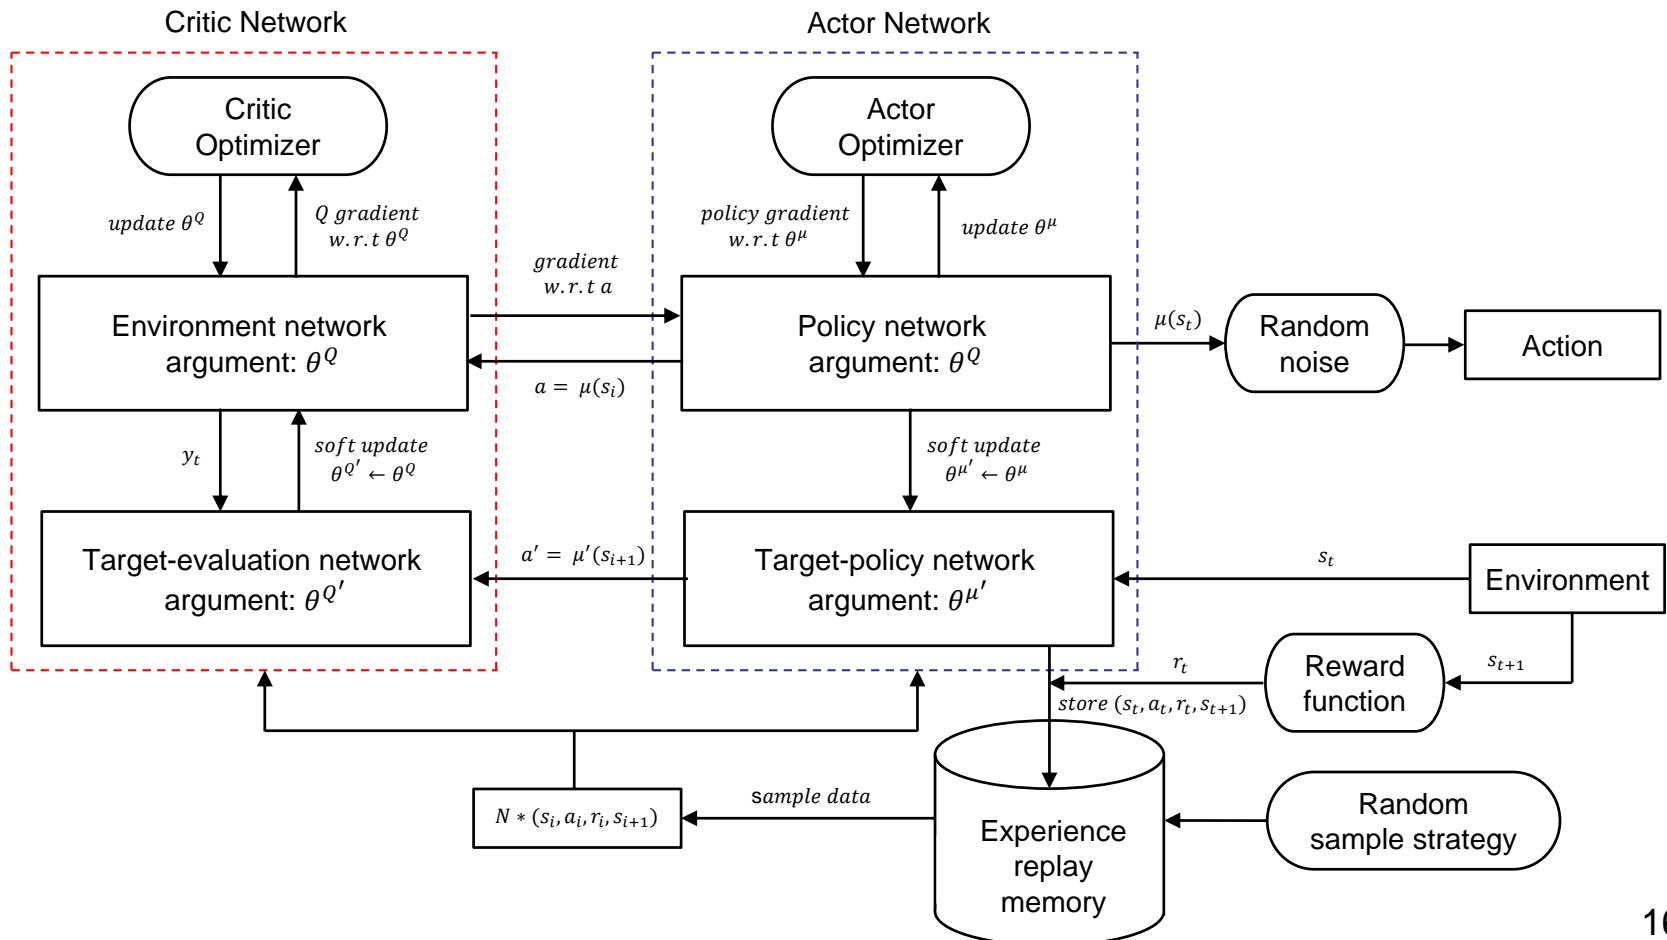 Critic Network
Actor Network
Critic
Optimizer
Actor
Optimizer
update θ^Q
Q gradient
w.r.t θ^Q
policy gradient
w.r.t θ^μ
update θ^μ
gradient
w.r.t a
Environment network
argument: θ^Q
Policy network
argument: θ^Q
μ(s_t)
Random
noise
Action
a = μ(s_i)
y_t
soft update
θ^Q′ ← θ^Q
soft update
θ^μ′ ← θ^μ
Target-evaluation network
argument: θ^Q′
a′ = μ′(s_{i+1})
Target-policy network
argument: θ^μ′
s_t
Environment
r_t
Reward
function
s_{t+1}
store (s_t, a_t, r_t, s_{t+1})
N * (s_i, a_i, r_i, s_{i+1})
sample data
Experience
replay
memory
Random
sample strategy